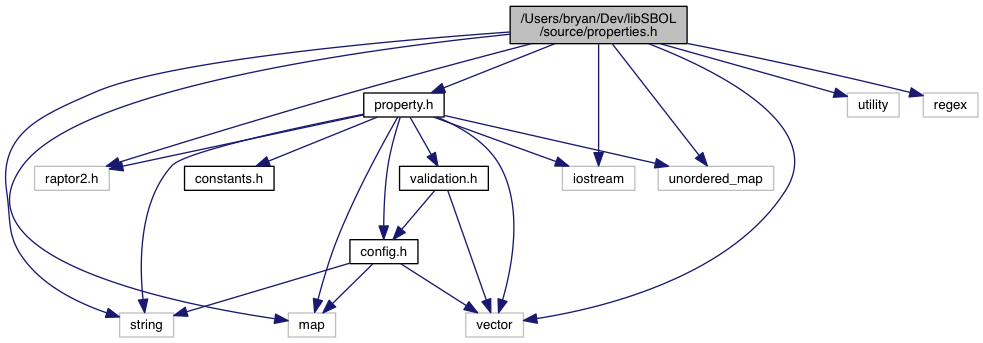 /Users/bryan/Dev/libSBOL
/source/properties.h
property.h
utility
regex
raptor2.h
constants.h
validation.h
iostream
unordered_map
config.h
string
map
vector